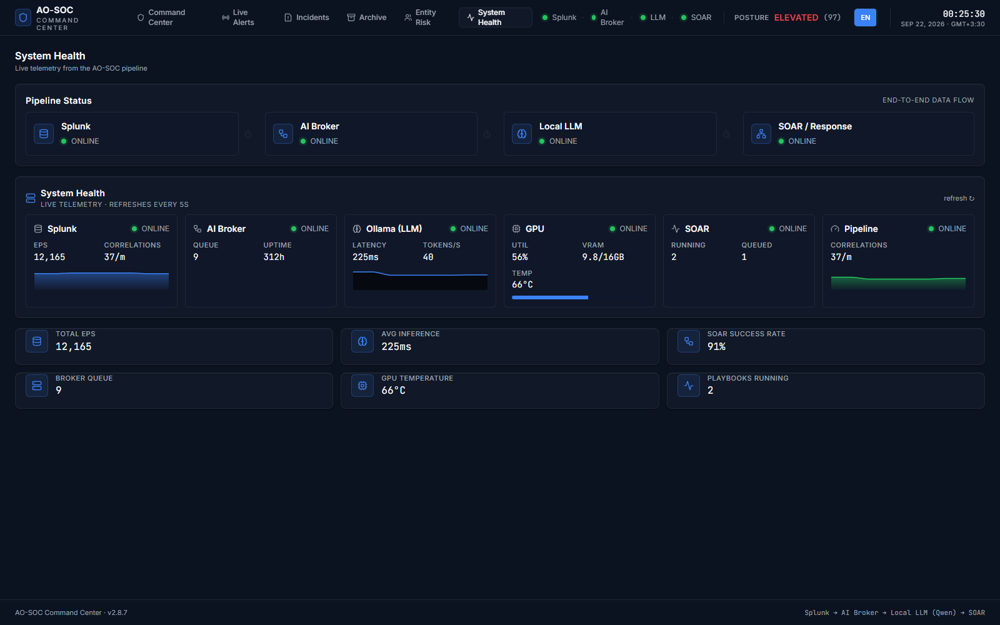 AO-SOC
COMMAND
CENTER
Command
Center
Live
Alerts
Incidents
Archive
Entity
Risk
System
Health
Splunk
AI
Broker
LLM
SOAR
POSTURE ELEVATED (97)
EN
00:25:30
SEP 22, 2026 · GMT+3:30
System Health
Live telemetry from the AO-SOC pipeline
Pipeline Status
END-TO-END DATA FLOW
Splunk
ONLINE
AI Broker
ONLINE
Local LLM
ONLINE
SOAR / Response
ONLINE
System Health
LIVE TELEMETRY · REFRESHES EVERY 5S
refresh ↻
Splunk ONLINE
EPS CORRELATIONS
12,165 37/m
AI Broker ONLINE
QUEUE UPTIME
9 312h
Ollama (LLM) ONLINE
LATENCY TOKENS/S
225ms 40
GPU ONLINE
UTIL VRAM
56% 9.8/16GB
TEMP
66°C
SOAR ONLINE
RUNNING QUEUED
2 1
Pipeline ONLINE
CORRELATIONS
37/m
TOTAL EPS
12,165
AVG INFERENCE
225ms
SOAR SUCCESS RATE
91%
BROKER QUEUE
9
GPU TEMPERATURE
66°C
PLAYBOOKS RUNNING
2
AO-SOC Command Center · v2.8.7
Splunk → AI Broker → Local LLM (Qwen) → SOAR